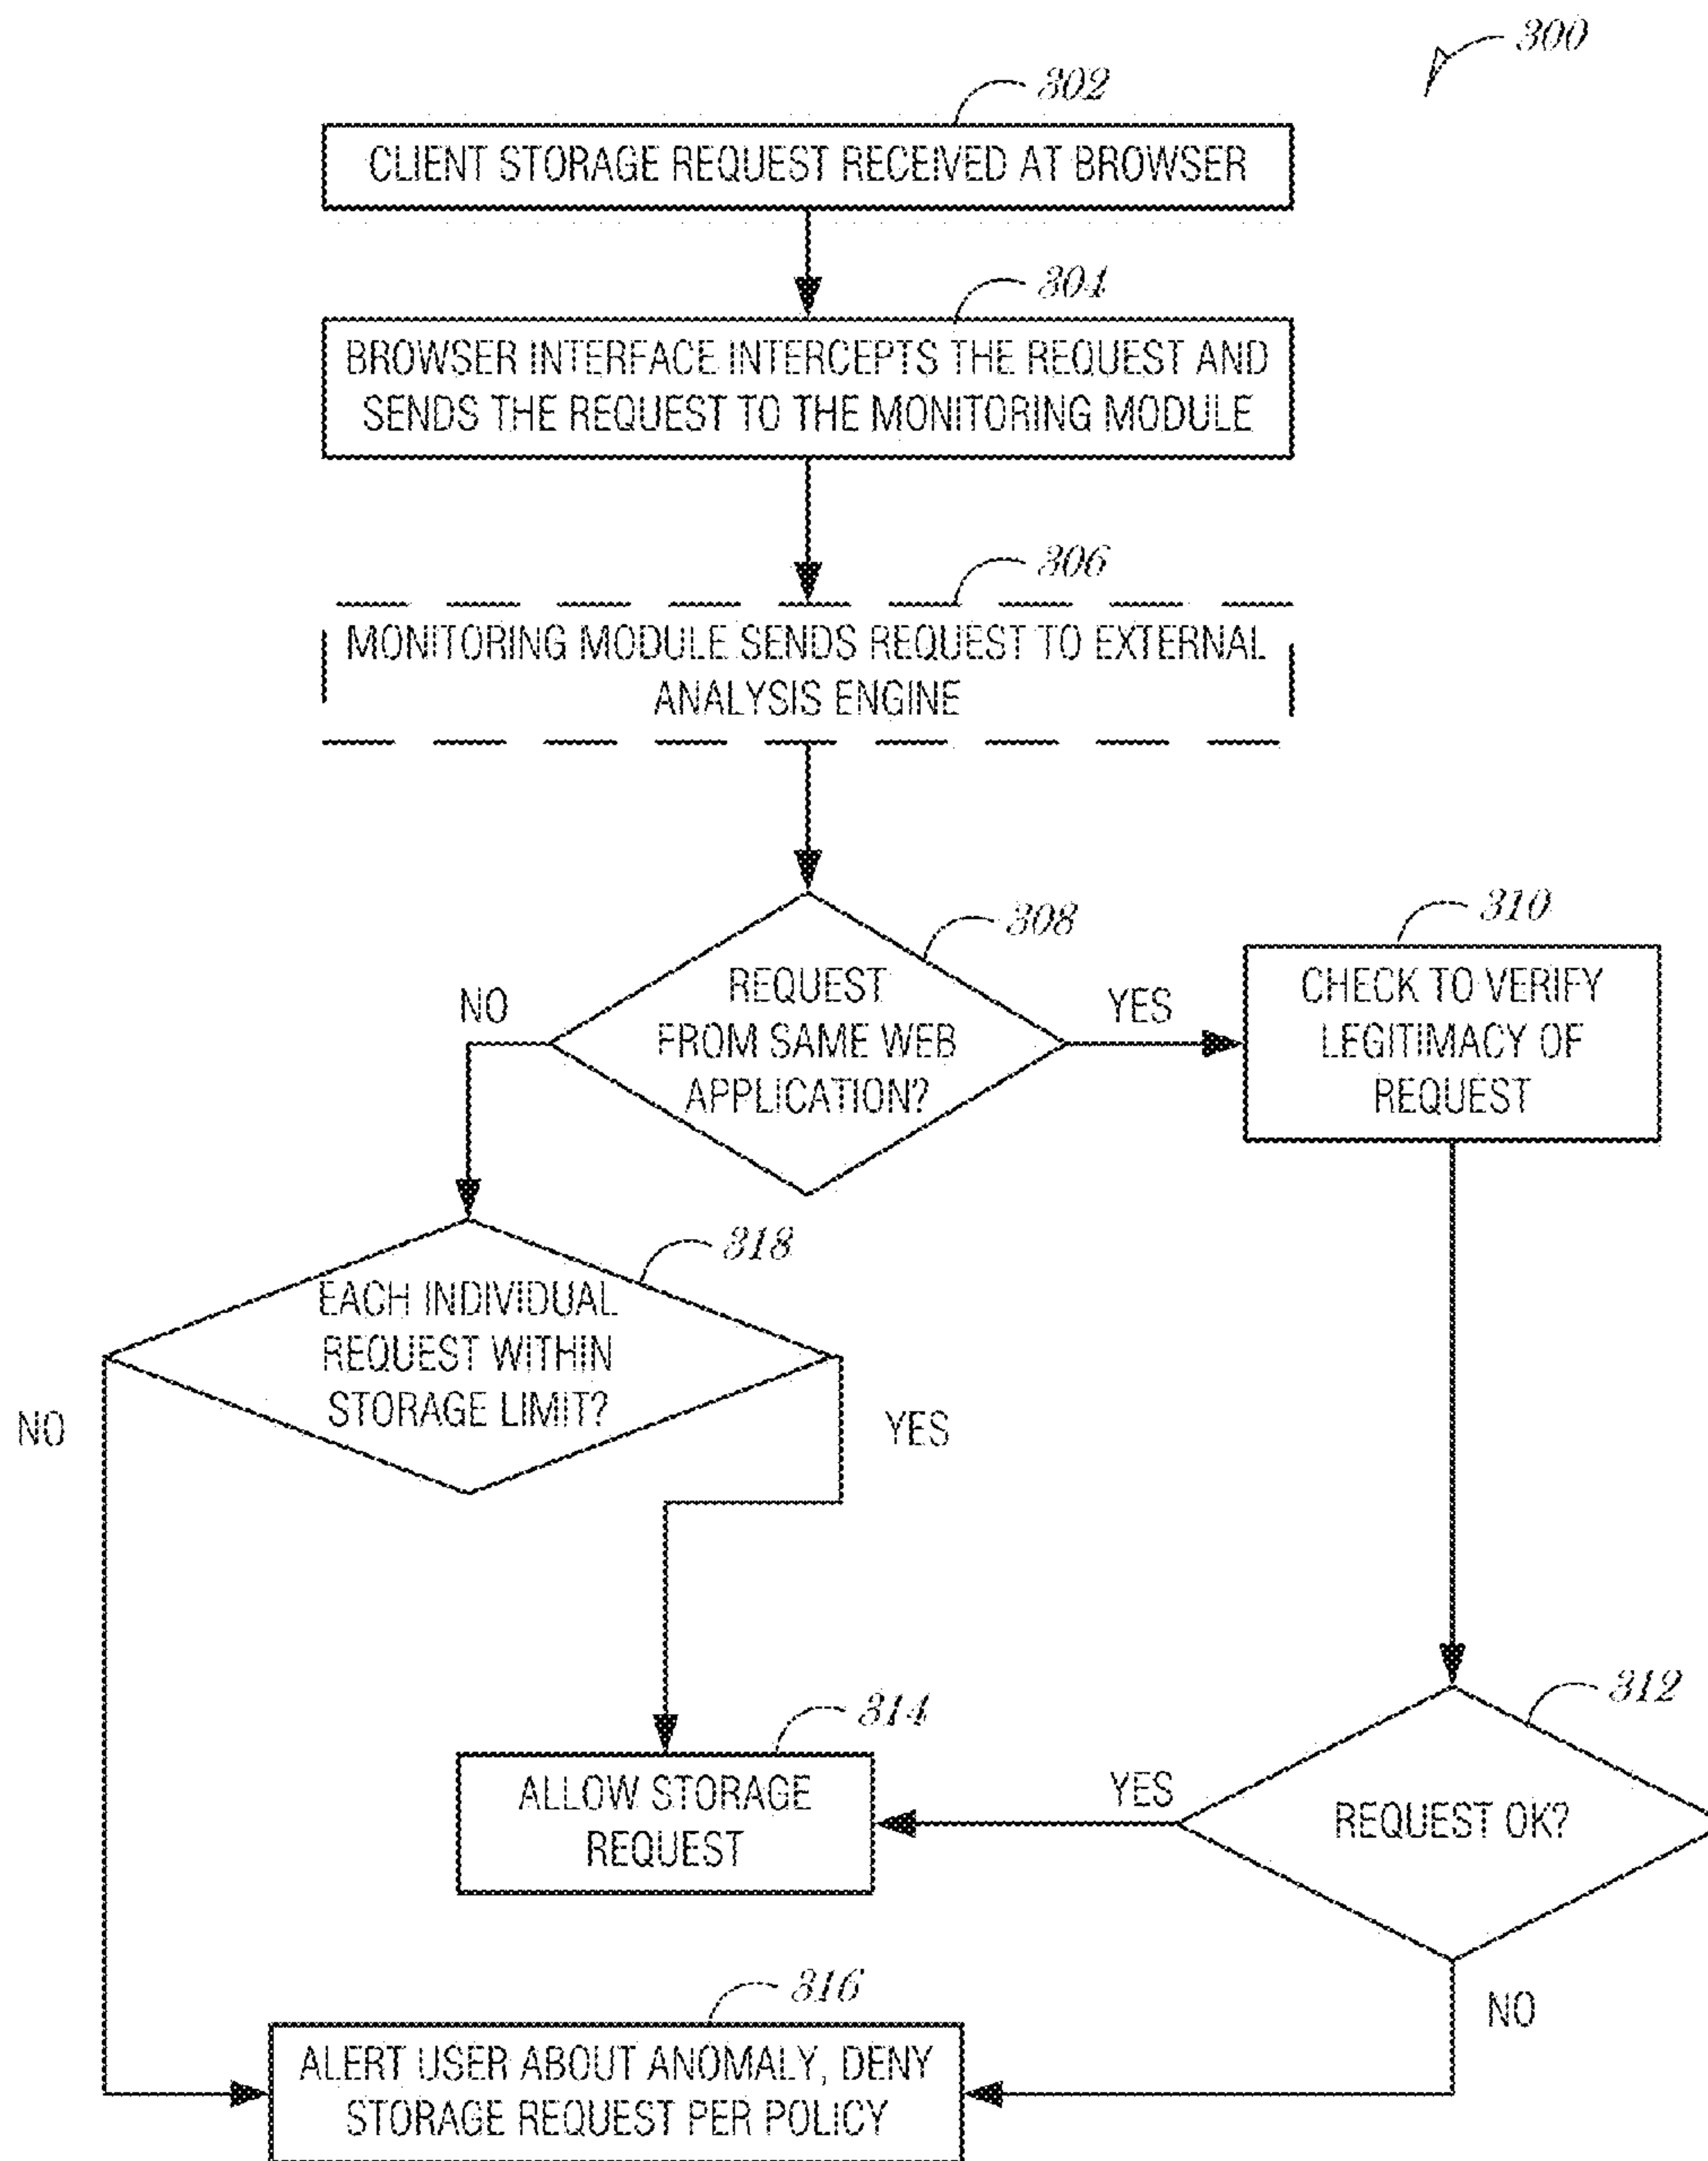 300
302
CLIENT STORAGE REQUEST RECEIVED AT BROWSER
304
BROWSER INTERFACE INTERCEPTS THE REQUEST AND
SENDS THE REQUEST TO THE MONITORING MODULE
306
MONITORING MODULE SENDS REQUEST TO EXTERNAL
ANALYSIS ENGINE
308
REQUEST
FROM SAME WEB
APPLICATION?
NO
YES
310
CHECK TO VERIFY
LEGITIMACY OF
REQUEST
318
EACH INDIVIDUAL
REQUEST WITHIN
STORAGE LIMIT?
NO
YES
312
REQUEST OK?
YES
NO
314
ALLOW STORAGE
REQUEST
316
ALERT USER ABOUT ANOMALY, DENY
STORAGE REQUEST PER POLICY